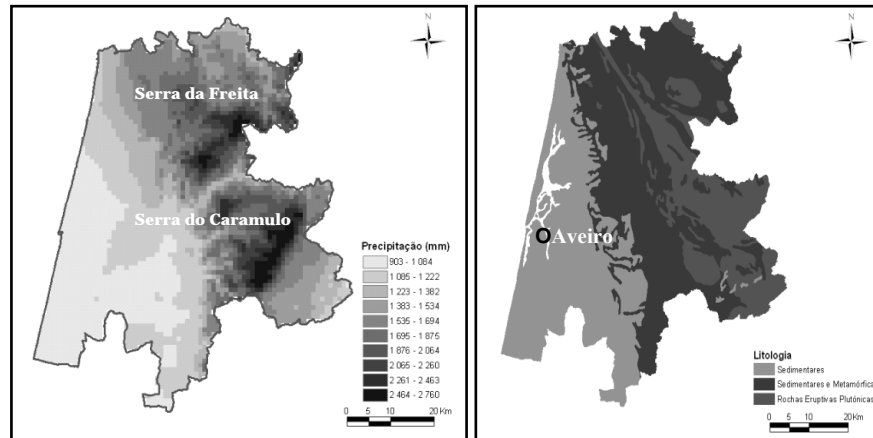 N
Serra da Freita
Serra do Caramulo
Precipitação (mm)
903 - 1 084
1 085 - 1 222
1 223 - 1 382
1 383 - 1 534
1 535 - 1 694
1 695 - 1 875
1 876 - 2 064
2 065 - 2 260
2 261 - 2 463
2 464 - 2 760
0 5 10 20 Km
N
O Aveiro
Litologia
Sedimentares
Sedimentares e Metamórfica
Rochas Eruptivas Plutónicas
0 5 10 20 Km